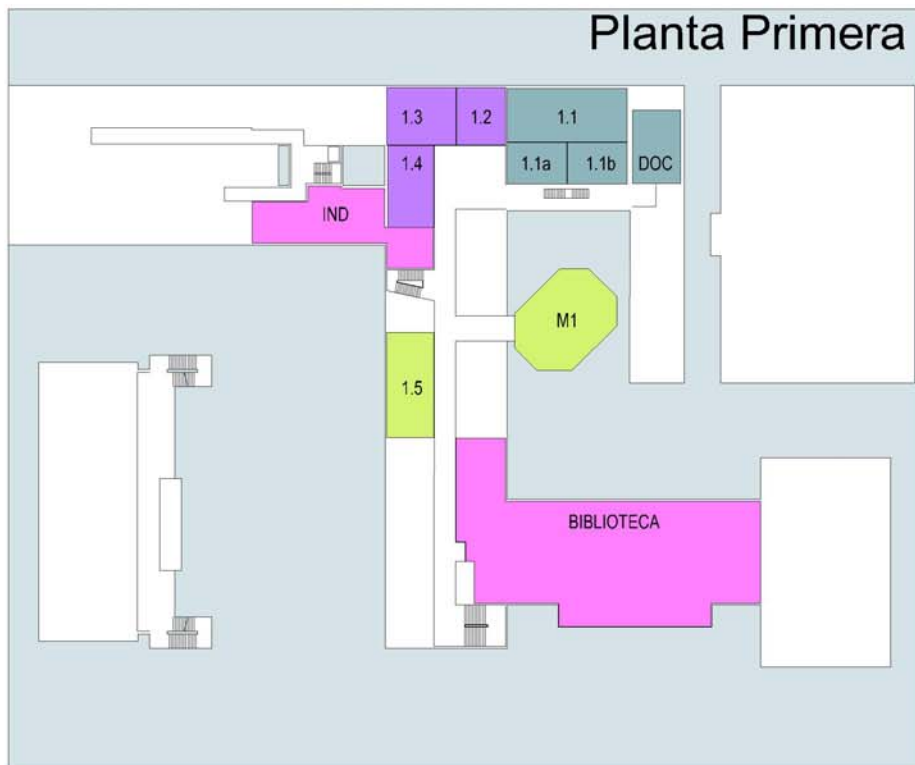 Planta Primera
1.3
1.2
1.1
1.4
1.1a
1.1b
DOC
IND
M1
1.5
BIBLIOTECA